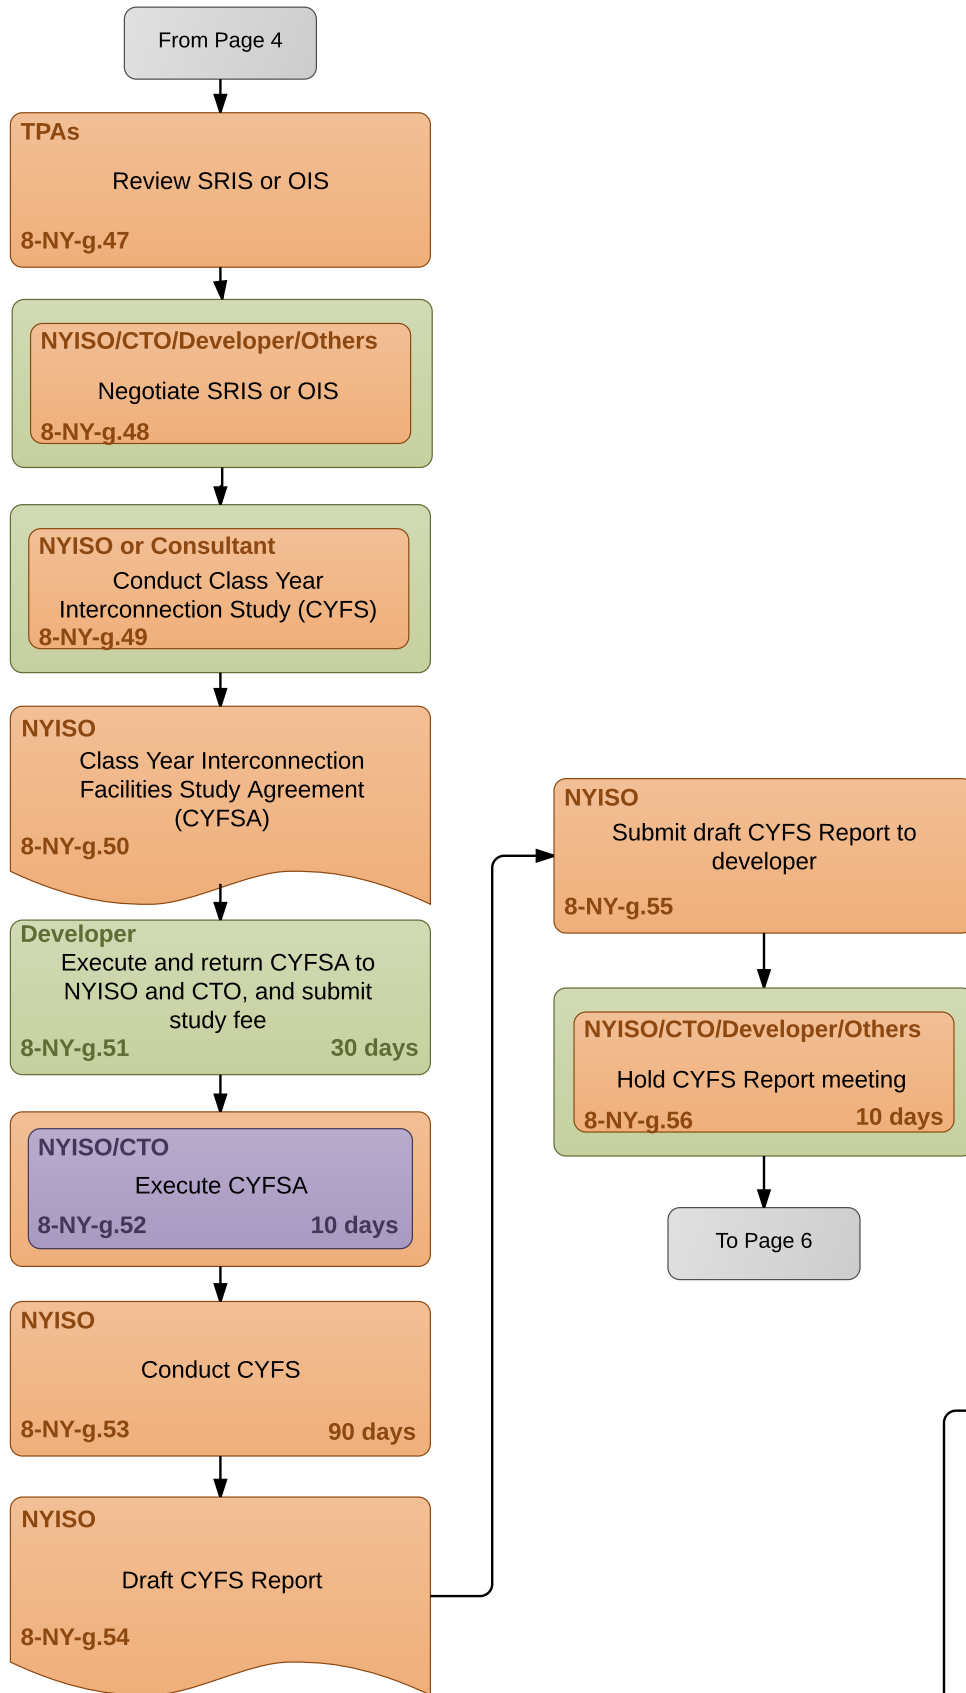 From Page 4
TPAs
Review SRIS or OIS
8-NY-g.47
NYISO/CTO/Developer/Others
Negotiate SRIS or OIS
8-NY-g.48
NYISO or Consultant
Conduct Class Year
Interconnection Study (CYFS)
8-NY-g.49
NYISO
Class Year Interconnection
Facilities Study Agreement
(CYFSA)
8-NY-g.50
Developer
Execute and return CYFSA to
NYISO and CTO, and submit
study fee
8-NY-g.51 30 days
NYISO/CTO
Execute CYFSA
8-NY-g.52 10 days
NYISO
Conduct CYFS
8-NY-g.53 90 days
NYISO
Draft CYFS Report
8-NY-g.54
NYISO
Submit draft CYFS Report to
developer
8-NY-g.55
NYISO/CTO/Developer/Others
Hold CYFS Report meeting
8-NY-g.56 10 days
To Page 6